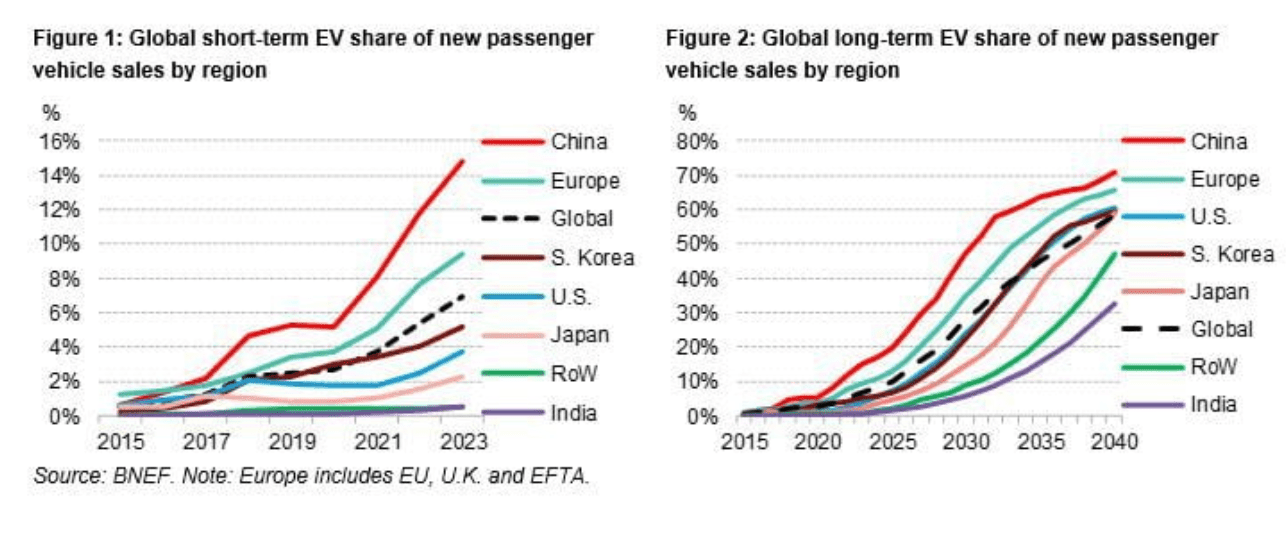 Figure 1: Global short-term EV share of new passenger
vehicle sales by region
%
16%
14%
12%
10%
8%
6%
4%
2%
0%
2015 2017 2019 2021 2023
China
Europe
Global
S. Korea
U.S.
Japan
RoW
India
Source: BNEF. Note: Europe includes EU, U.K. and EFTA.
Figure 2: Global long-term EV share of new passenger
vehicle sales by region
%
80%
70%
60%
50%
40%
30%
20%
10%
0%
2015 2020 2025 2030 2035 2040
China
Europe
U.S.
S. Korea
Japan
Global
RoW
India